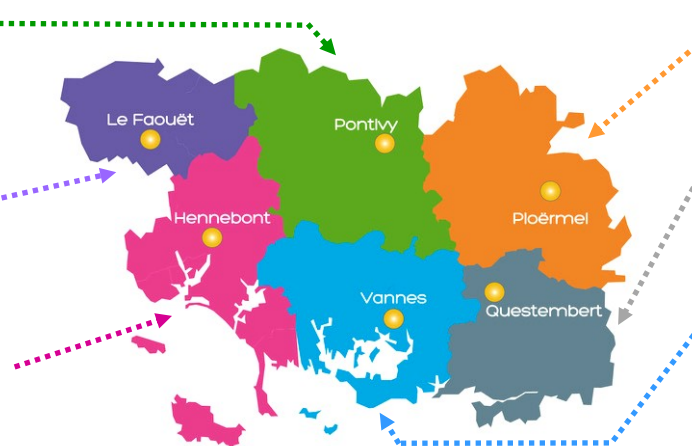 Le Faouët
Pontivy
Hennebont
Ploërmel
Vannes
Questembert